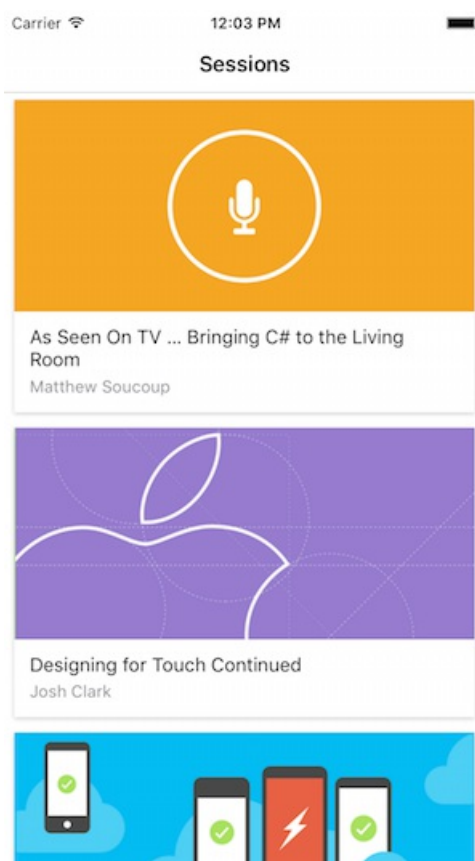 Carrier 12:03 PM
Sessions
As Seen On TV ... Bringing C# to the Living
Room
Matthew Soucoup
Designing for Touch Continued
Josh Clark